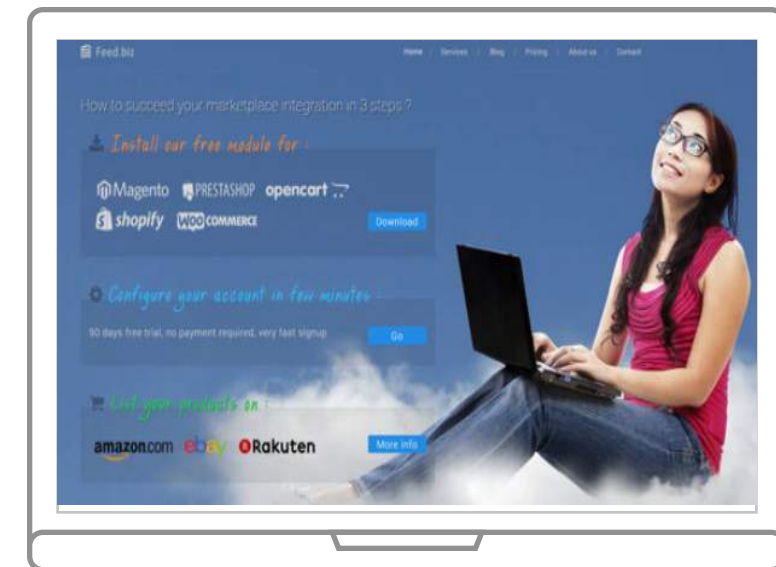 Feed.biz
Home / Services / Blog / Pricing / About us / Contact
How to succeed your marketplace integration in 3 steps ?
Install our free module for :
Magento PRESTASHOP opencart
shopify WOO COMMERCE
Download
Configure your account in few minutes :
90 days free trial, no payment required, very fast signup
Go
List your products on :
amazon.com ebay Rakuten
More info